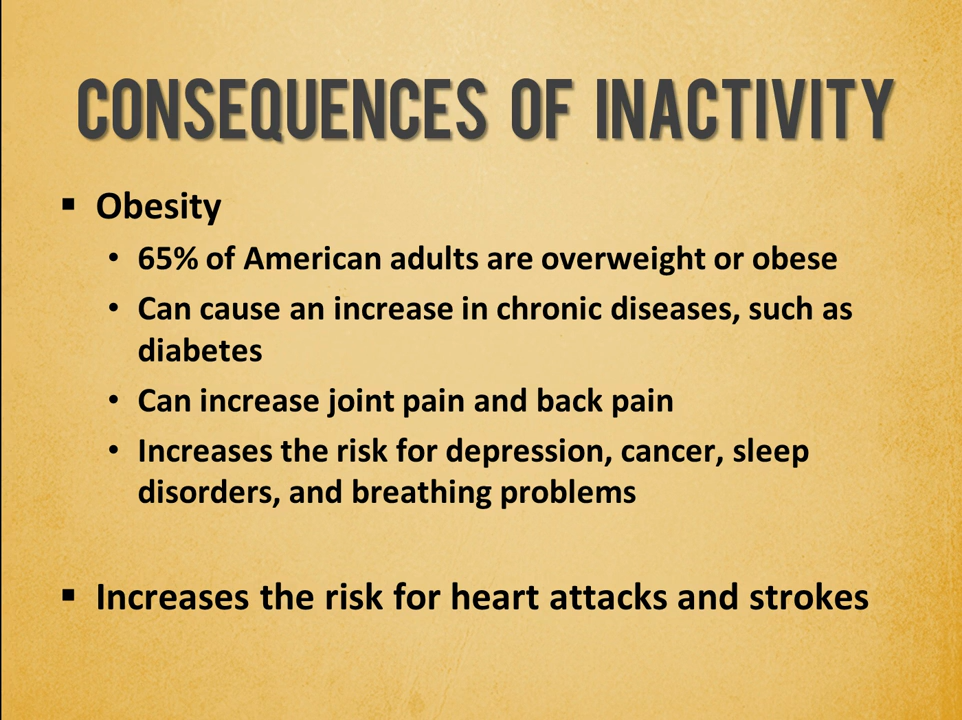 CONSEQUENCES OF INACTIVITY
▪ Obesity
• 65% of American adults are overweight or obese
• Can cause an increase in chronic diseases, such as
diabetes
• Can increase joint pain and back pain
• Increases the risk for depression, cancer, sleep
disorders, and breathing problems
▪ Increases the risk for heart attacks and strokes